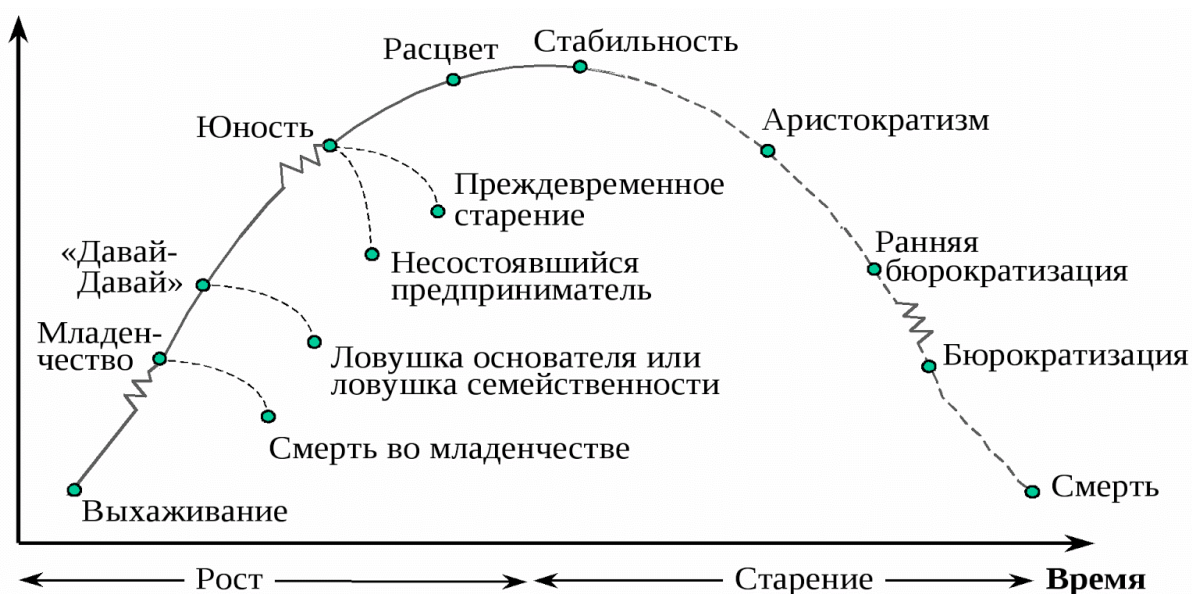 Расцвет
Стабильность
Юность
Аристократизм
Преждевременное
старение
«Давай-
Давай»
Несостоявшийся
предприниматель
Ранняя
бюрократизация
Младен-
чество
Ловушка основателя или
ловушка семейственности
Бюрократизация
Смерть во младенчестве
Выхаживание
Смерть
Рост
Старение
Время